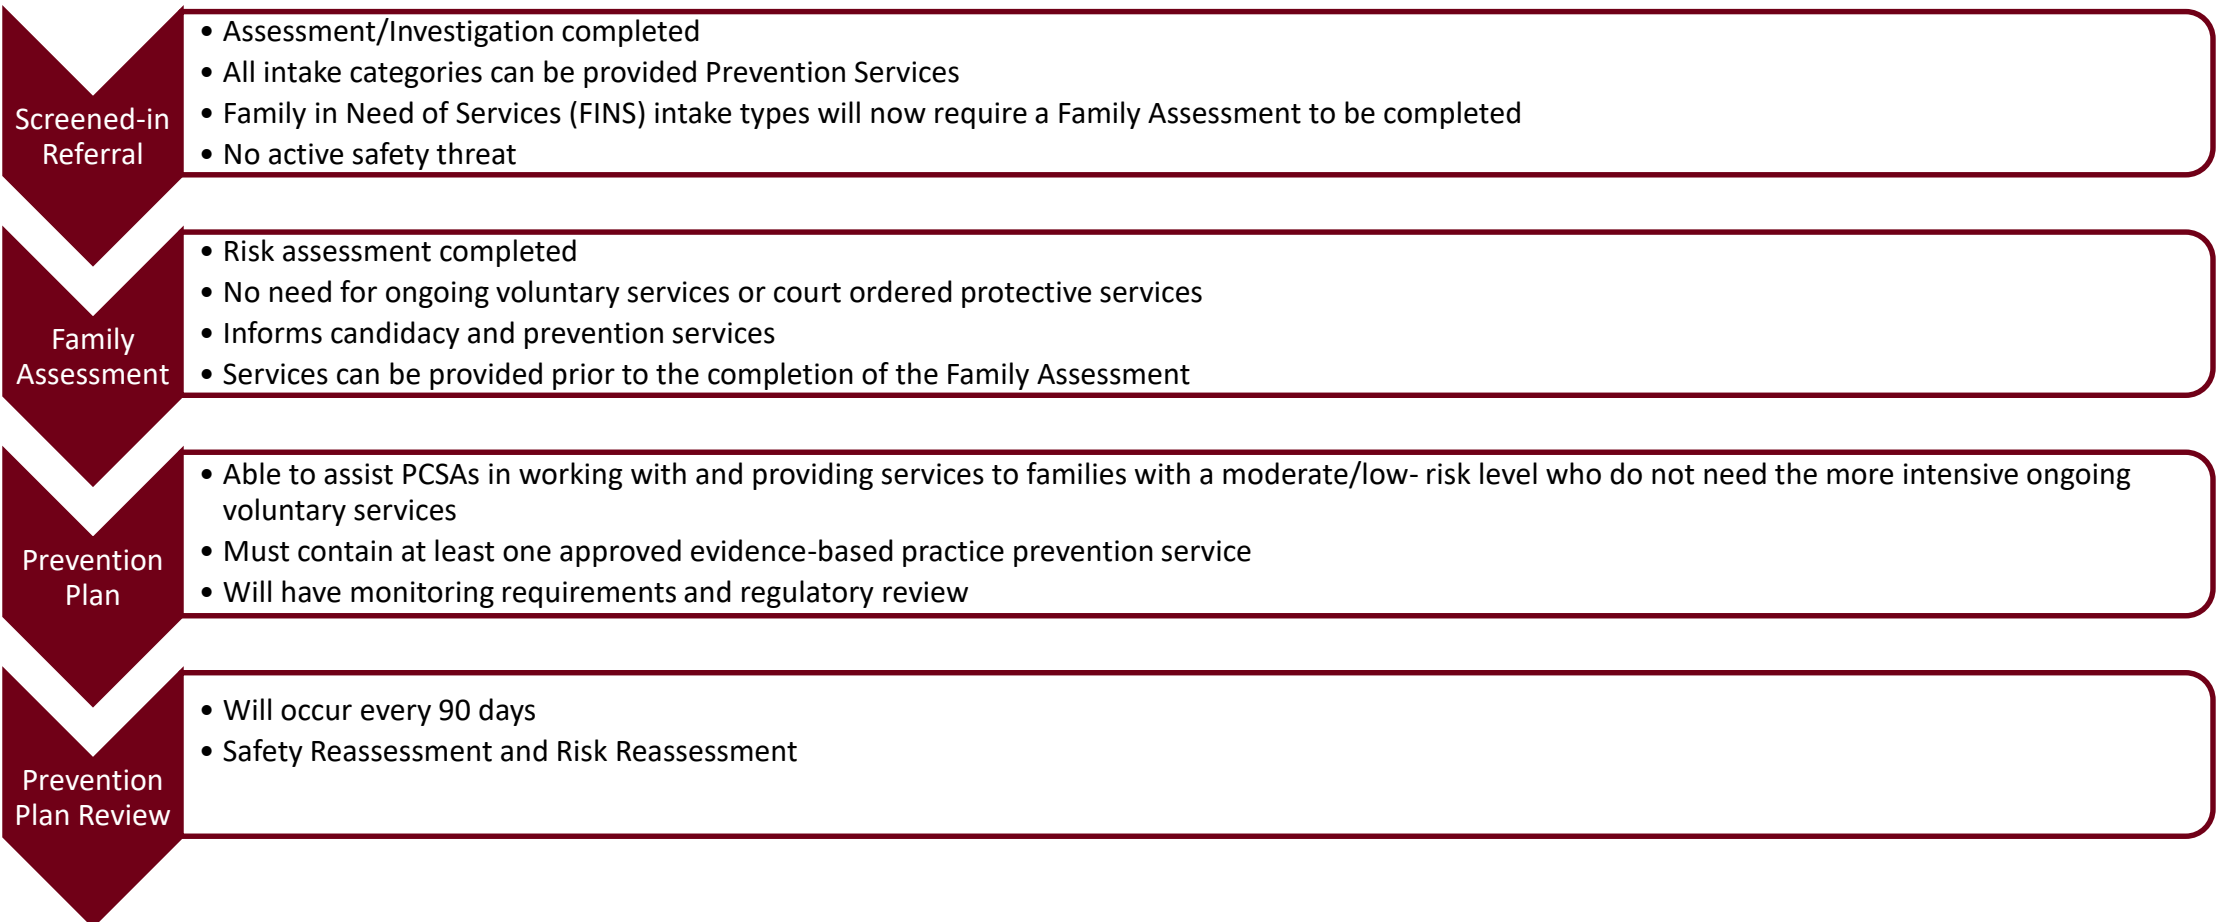 Screened-in
Referral
• Assessment/Investigation completed
• All intake categories can be provided Prevention Services
• Family in Need of Services (FINS) intake types will now require a Family Assessment to be completed
• No active safety threat
Family
Assessment
• Risk assessment completed
• No need for ongoing voluntary services or court ordered protective services
• Informs candidacy and prevention services
• Services can be provided prior to the completion of the Family Assessment
Prevention
Plan
• Able to assist PCSAs in working with and providing services to families with a moderate/low- risk level who do not need the more intensive ongoing
voluntary services
• Must contain at least one approved evidence-based practice prevention service
• Will have monitoring requirements and regulatory review
Prevention
Plan Review
• Will occur every 90 days
• Safety Reassessment and Risk Reassessment